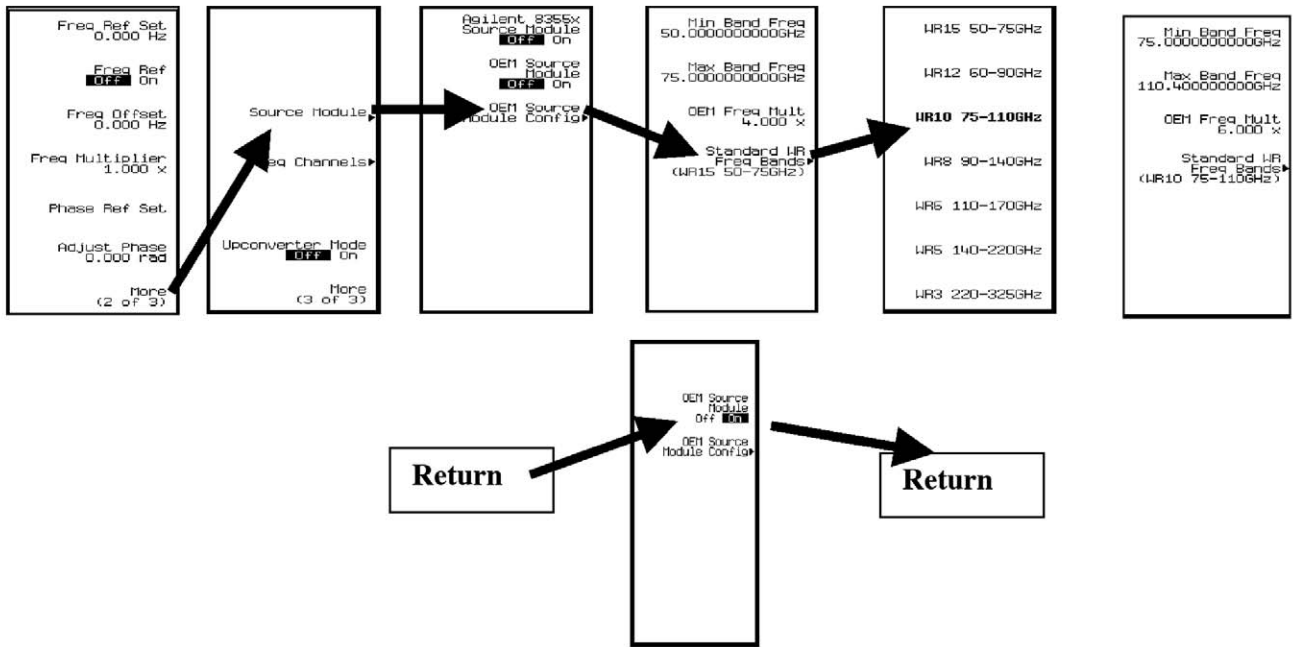 Freq Ref Set
0.000 Hz
Freq Ref
Off On
Freq Offset
0.000 Hz
Freq Multiplier
1.000 x
Phase Ref Set
Adjust Phase
0.000 rad
More
(2 of 3)
Source Module
eq Channels
Upconverter Mode
Off On
More
(3 of 3)
Agilent 8355x
Source Module
Off On
OEM Source
Module
Off On
OEM Source
Module Config
Min Band Freq
50.0000000000GHz
Max Band Freq
75.0000000000GHz
OEM Freq Mult
4.000 x
Standard WR
Freq Bands
(WR15 50-75GHz)
WR15 50-75GHz
WR12 60-90GHz
WR10 75-110GHz
WR8 90-140GHz
WR6 110-170GHz
WR5 140-220GHz
WR3 220-325GHz
Min Band Freq
75.0000000000GHz
Max Band Freq
110.400000000GHz
OEM Freq Mult
6.000 x
Standard WR
Freq Bands
(WR10 75-110GHz)
Return
OEM Source
Module
Off On
OEM Source
Module Config
Return